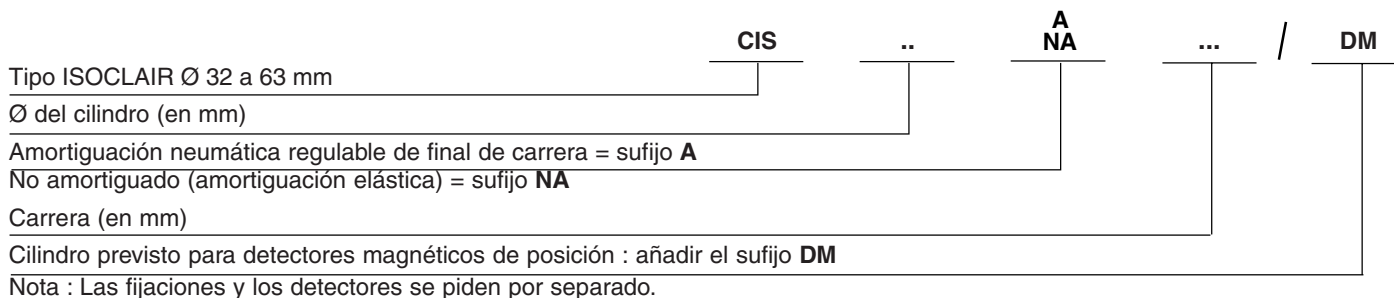 A
CIS .. NA ... / DM
Tipo ISOCLAIR Ø 32 a 63 mm
Ø del cilindro (en mm)
Amortiguación neumática regulable de final de carrera = sufijo A
No amortiguado (amortiguación elástica) = sufijo NA
Carrera (en mm)
Cilindro previsto para detectores magnéticos de posición : añadir el sufijo DM
Nota : Las fijaciones y los detectores se piden por separado.